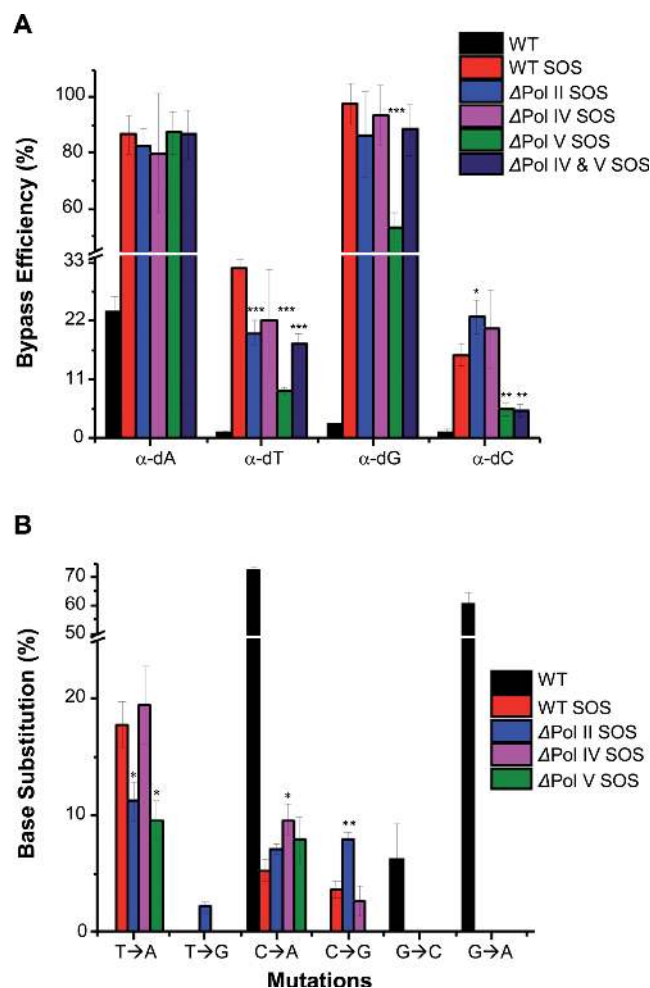 A
WT
WT SOS
ΔPol II SOS
ΔPol IV SOS
ΔPol V SOS
ΔPol IV & V SOS
Bypass Efficiency (%)
100
80
60
33
22
11
0
***
***
***
***
*
**
**
α-dA
α-dT
α-dG
α-dC
B
Base Substitution (%)
70
60
50
20
10
0
WT
WT SOS
ΔPol II SOS
ΔPol IV SOS
ΔPol V SOS
*
*
*
**
T→A
T→G
C→A
C→G
G→C
G→A
Mutations